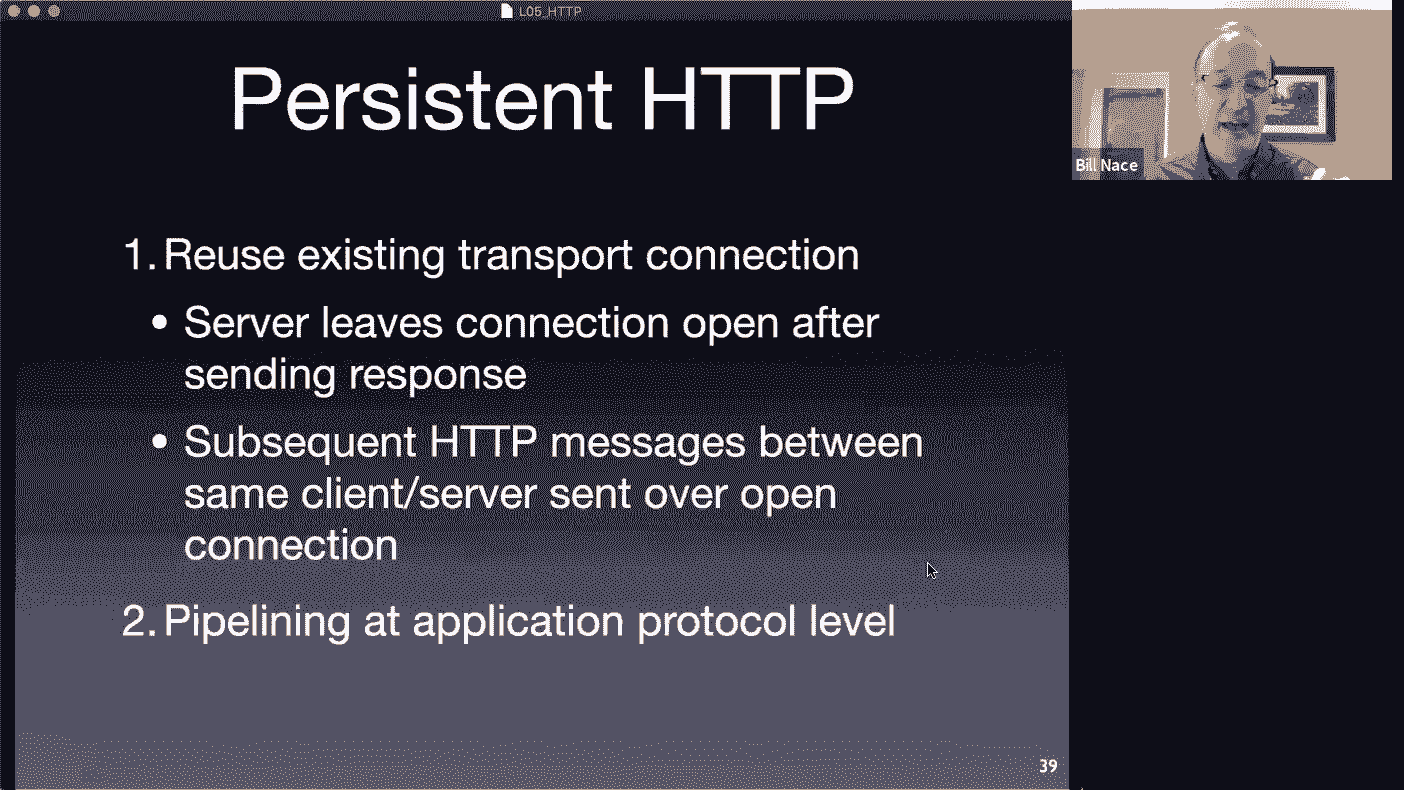 L05_HTTP
Persistent HTTP
Bill Nace
1. Reuse existing transport connection
• Server leaves connection open after
sending response
• Subsequent HTTP messages between
same client/server sent over open
connection
2. Pipelining at application protocol level
39